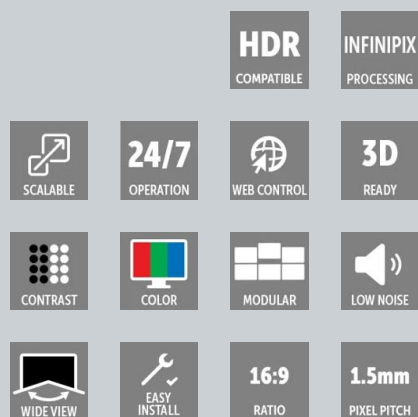 HDR
COMPATIBLE
INFINIPIX
PROCESSING
SCALABLE
24/7
OPERATION
WEB CONTROL
3D
READY
CONTRAST
COLOR
MODULAR
LOW NOISE
WIDE VIEW
EASY
INSTALL
16:9
RATIO
1.5mm
PIXEL PITCH